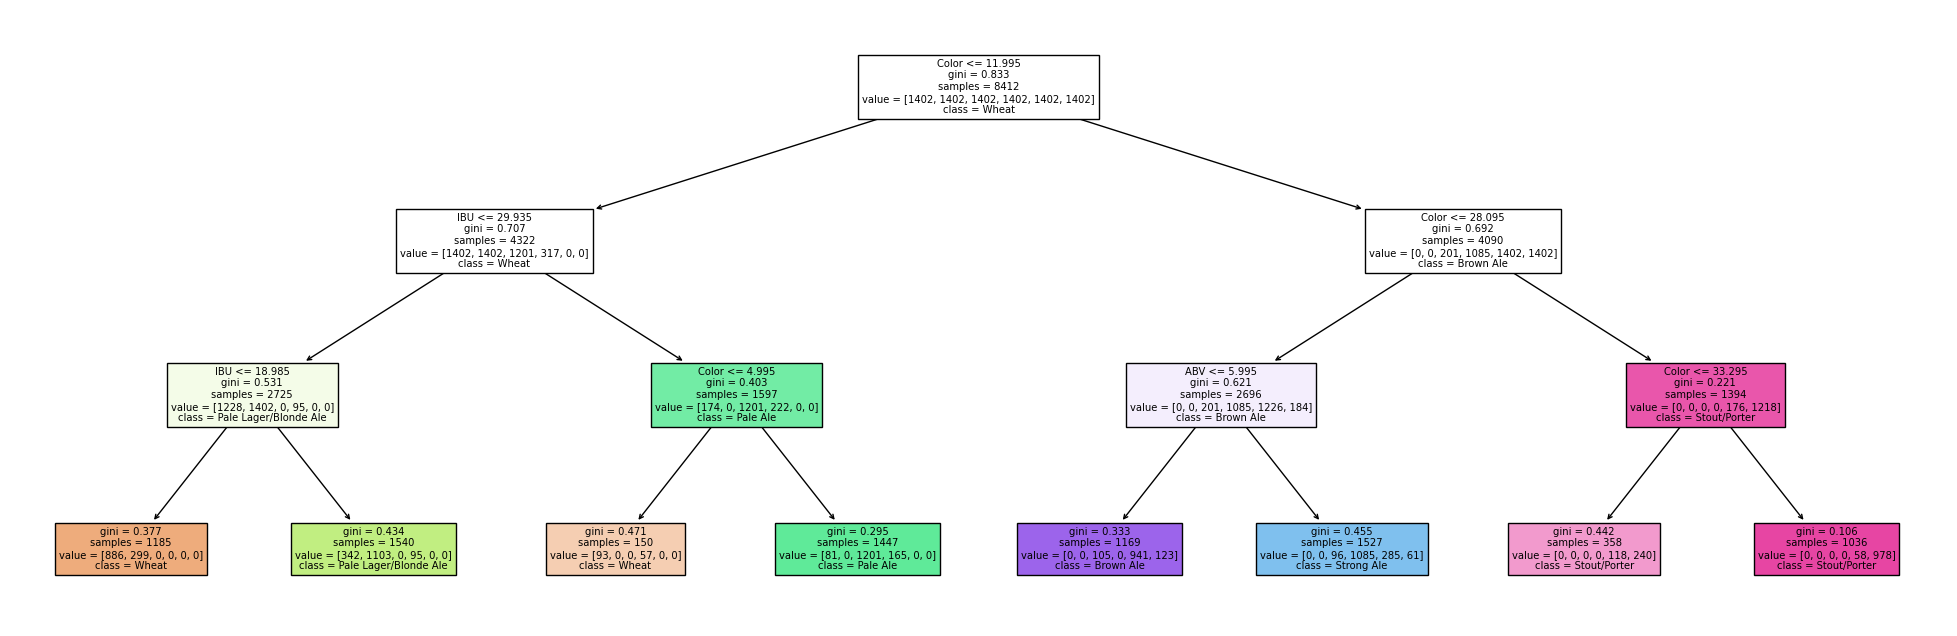 Color <= 11.995
gini = 0.833
samples = 8412
value = [1402, 1402, 1402, 1402, 1402, 1402]
class = Wheat
IBU <= 29.935
gini = 0.707
samples = 4322
value = [1402, 1402, 1201, 317, 0, 0]
class = Wheat
Color <= 28.095
gini = 0.692
samples = 4090
value = [0, 0, 201, 1085, 1402, 1402]
class = Brown Ale
IBU <= 18.985
gini = 0.531
samples = 2725
value = [1228, 1402, 0, 95, 0, 0]
class = Pale Lager/Blonde Ale
Color <= 4.995
gini = 0.403
samples = 1597
value = [174, 0, 1201, 222, 0, 0]
class = Pale Ale
ABV <= 5.995
gini = 0.621
samples = 2696
value = [0, 0, 201, 1085, 1226, 184]
class = Brown Ale
Color <= 33.295
gini = 0.221
samples = 1394
value = [0, 0, 0, 0, 176, 1218]
class = Stout/Porter
gini = 0.377
samples = 1185
value = [886, 299, 0, 0, 0, 0]
class = Wheat
gini = 0.434
samples = 1540
value = [342, 1103, 0, 95, 0, 0]
class = Pale Lager/Blonde Ale
gini = 0.471
samples = 150
value = [93, 0, 0, 57, 0, 0]
class = Wheat
gini = 0.295
samples = 1447
value = [81, 0, 1201, 165, 0, 0]
class = Pale Ale
gini = 0.333
samples = 1169
value = [0, 0, 105, 0, 941, 123]
class = Brown Ale
gini = 0.455
samples = 1527
value = [0, 0, 96, 1085, 285, 61]
class = Strong Ale
gini = 0.442
samples = 358
value = [0, 0, 0, 0, 118, 240]
class = Stout/Porter
gini = 0.106
samples = 1036
value = [0, 0, 0, 0, 58, 978]
class = Stout/Porter